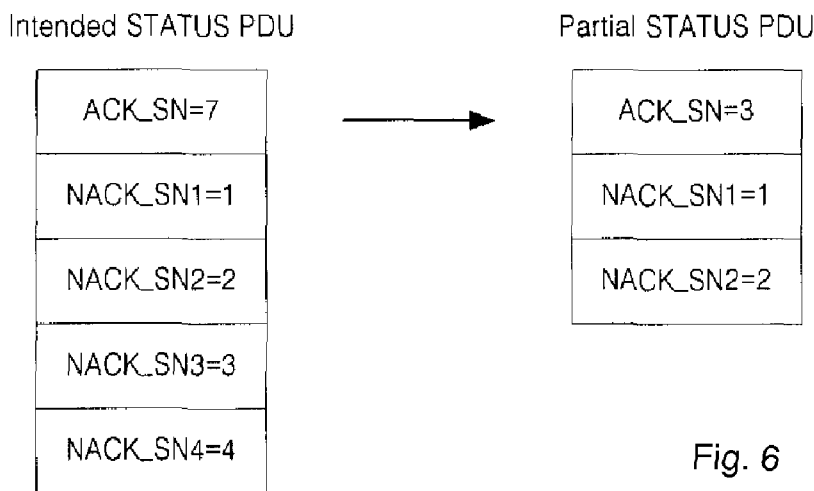 Intended STATUS PDU
ACK_SN=7
NACK_SN1=1
NACK_SN2=2
NACK_SN3=3
NACK_SN4=4
Partial STATUS PDU
ACK_SN=3
NACK_SN1=1
NACK_SN2=2
Fig. 6